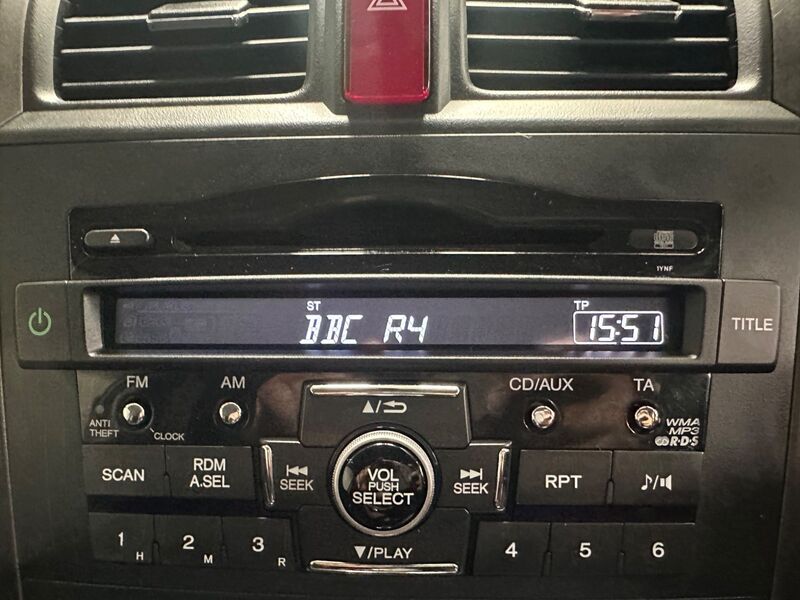 1YNF
ST
TP
BBC R4
15:51
TITLE
FM
AM
CD/AUX
TA
ANTI
THEFT
CLOCK
WMA
MP3
R·D·S
SCAN
RDM
A.SEL
SEEK
VOL
PUSH
SELECT
SEEK
RPT
1 H
2 M
3 R
▼/PLAY
4
5
6